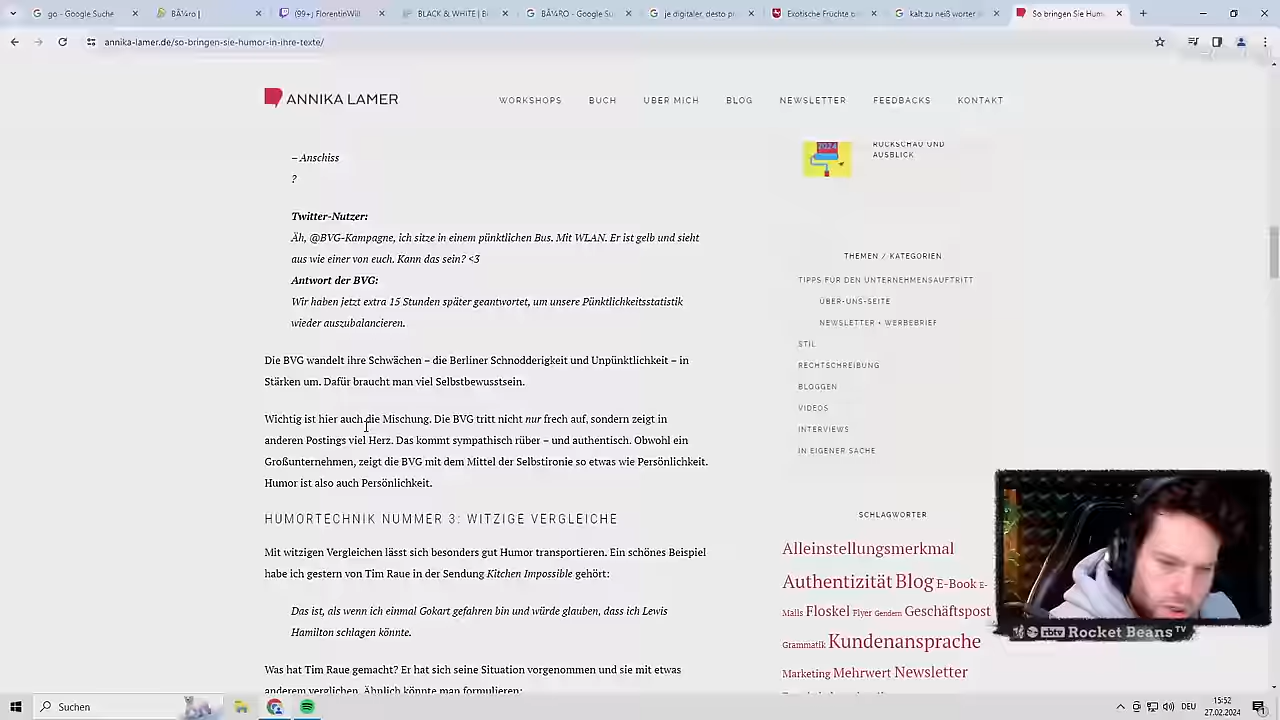 go - Google Suche
BÃ¼ro |
(99+) FlorentinWill
BLACK & WHITE | B
BÃ¼RO - Google Su
je digitaler, desto p
Exotische Früchte
kalt zu heiß worter
So bringen Sie Hum
annika-lamer.de/so-bringen-sie-humor-in-ihre-texte/
ANNIKA LAMER
WORKSHOPS BUCH ÜBER MICH BLOG NEWSLETTER FEEDBACKS KONTAKT
– Anschiss
?
Twitter-Nutzer:
Äh, @BVG-Kampagne, ich sitze in einem pünktlichen Bus. Mit WLAN. Er ist gelb und sieht
aus wie einer von euch. Kann das sein? <3
Antwort der BVG:
Wir haben jetzt extra 15 Stunden später geantwortet, um unsere Pünktlichkeitsstatistik
wieder auszubalancieren.
Die BVG wandelt ihre Schwächen – die Berliner Schnodderigkeit und Unpünktlichkeit – in
Stärken um. Dafür braucht man viel Selbstbewusstsein.
Wichtig ist hier auch die Mischung. Die BVG tritt nicht nur frech auf, sondern zeigt in
anderen Postings viel Herz. Das kommt sympathisch rüber – und authentisch. Obwohl ein
Großunternehmen, zeigt die BVG mit dem Mittel der Selbstironie so etwas wie Persönlichkeit.
Humor ist also auch Persönlichkeit.
HUMORTECHNIK NUMMER 3: WITZIGE VERGLEICHE
Mit witzigen Vergleichen lässt sich besonders gut Humor transportieren. Ein schönes Beispiel
habe ich gestern von Tim Raue in der Sendung Kitchen Impossible gehört:
Das ist, als wenn ich einmal Gokart gefahren bin und würde glauben, dass ich Lewis
Hamilton schlagen könnte.
Was hat Tim Raue gemacht? Er hat sich seine Situation vorgenommen und sie mit etwas
anderem verglichen. Ähnlich könnte man formulieren:
2024
RÜCKSCHAU UND
AUSBLICK
THEMEN / KATEGORIEN
TIPPS FÜR DEN UNTERNEHMENSAUFTRITT
ÜBER-UNS-SEITE
NEWSLETTER + WERBEBRIEF
STIL
RECHTSCHREIBUNG
BLOGGEN
VIDEOS
INTERVIEWS
IN EIGENER SACHE
SCHLAGWÖRTER
Alleinstellungsmerkmal
Authentizität Blog E-Book E-
Mails Floskel Flyer Gendern Geschäftspost
Grammatik Kundenansprache
Marketing Mehrwert Newsletter
rbtv Rocket Beans TV
Suchen
DEU
15:52
27.02.2024